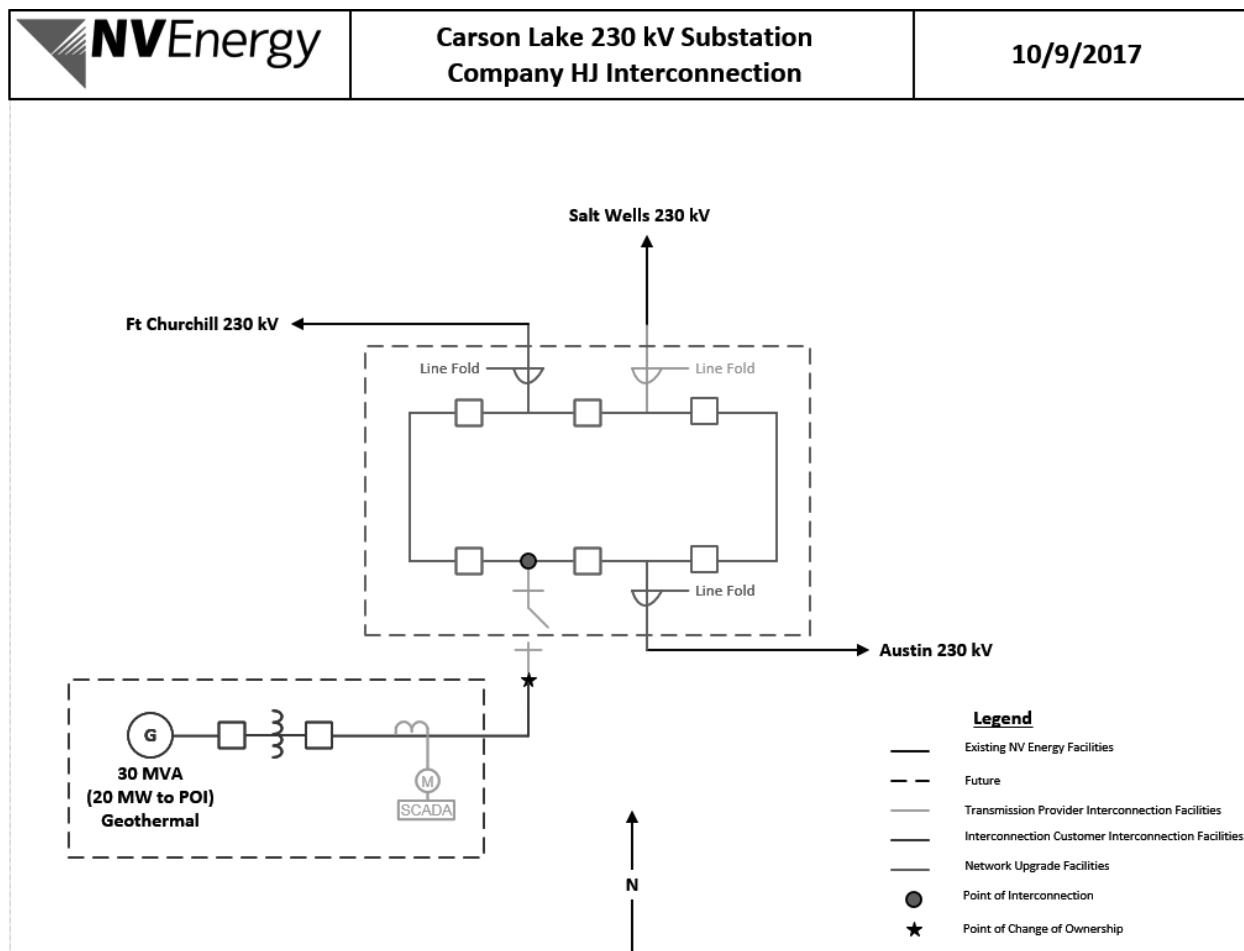 NVEnergy
Carson Lake 230 kV Substation
Company HJ Interconnection
10/9/2017
Salt Wells 230 kV
Ft Churchill 230 kV
Line Fold
Line Fold
Line Fold
Austin 230 kV
G
30 MVA
(20 MW to POI)
Geothermal
M
SCADA
N
Legend
Existing NV Energy Facilities
Future
Transmission Provider Interconnection Facilities
Interconnection Customer Interconnection Facilities
Network Upgrade Facilities
Point of Interconnection
Point of Change of Ownership